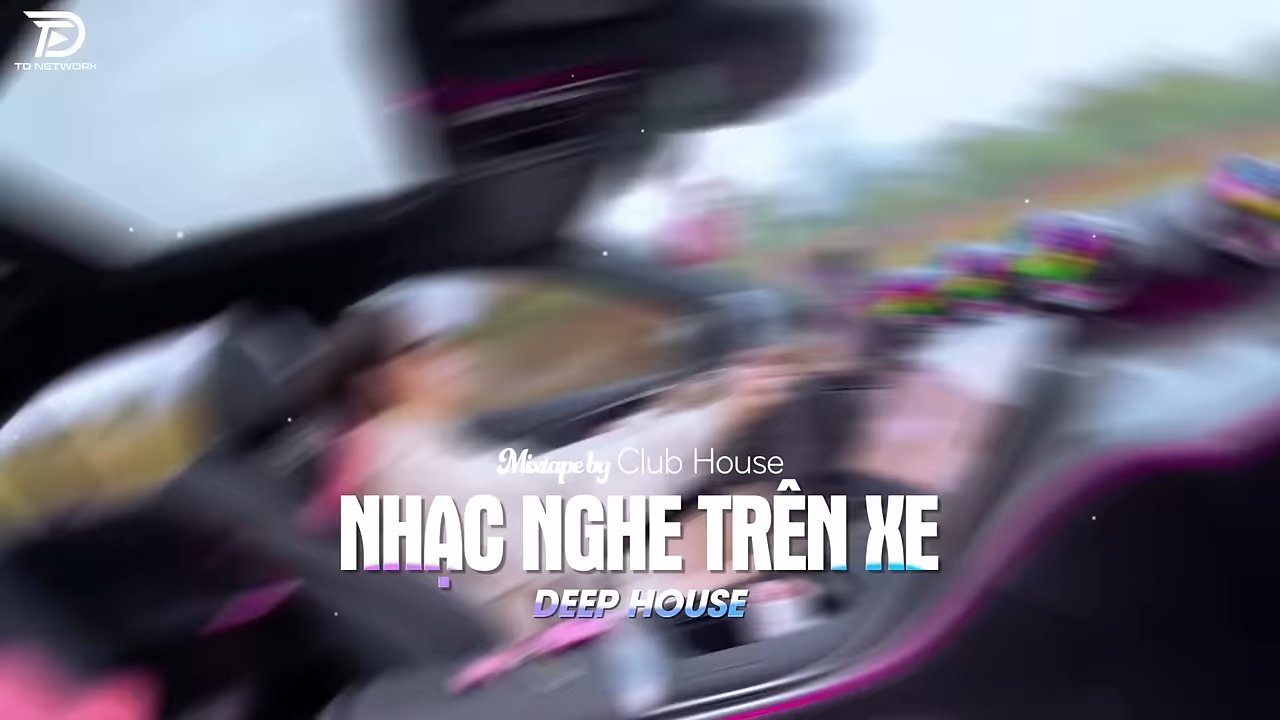 TD NETWORK
Mixtape by Club House
NHẠC NGHE TRÊN XE
DEEP HOUSE